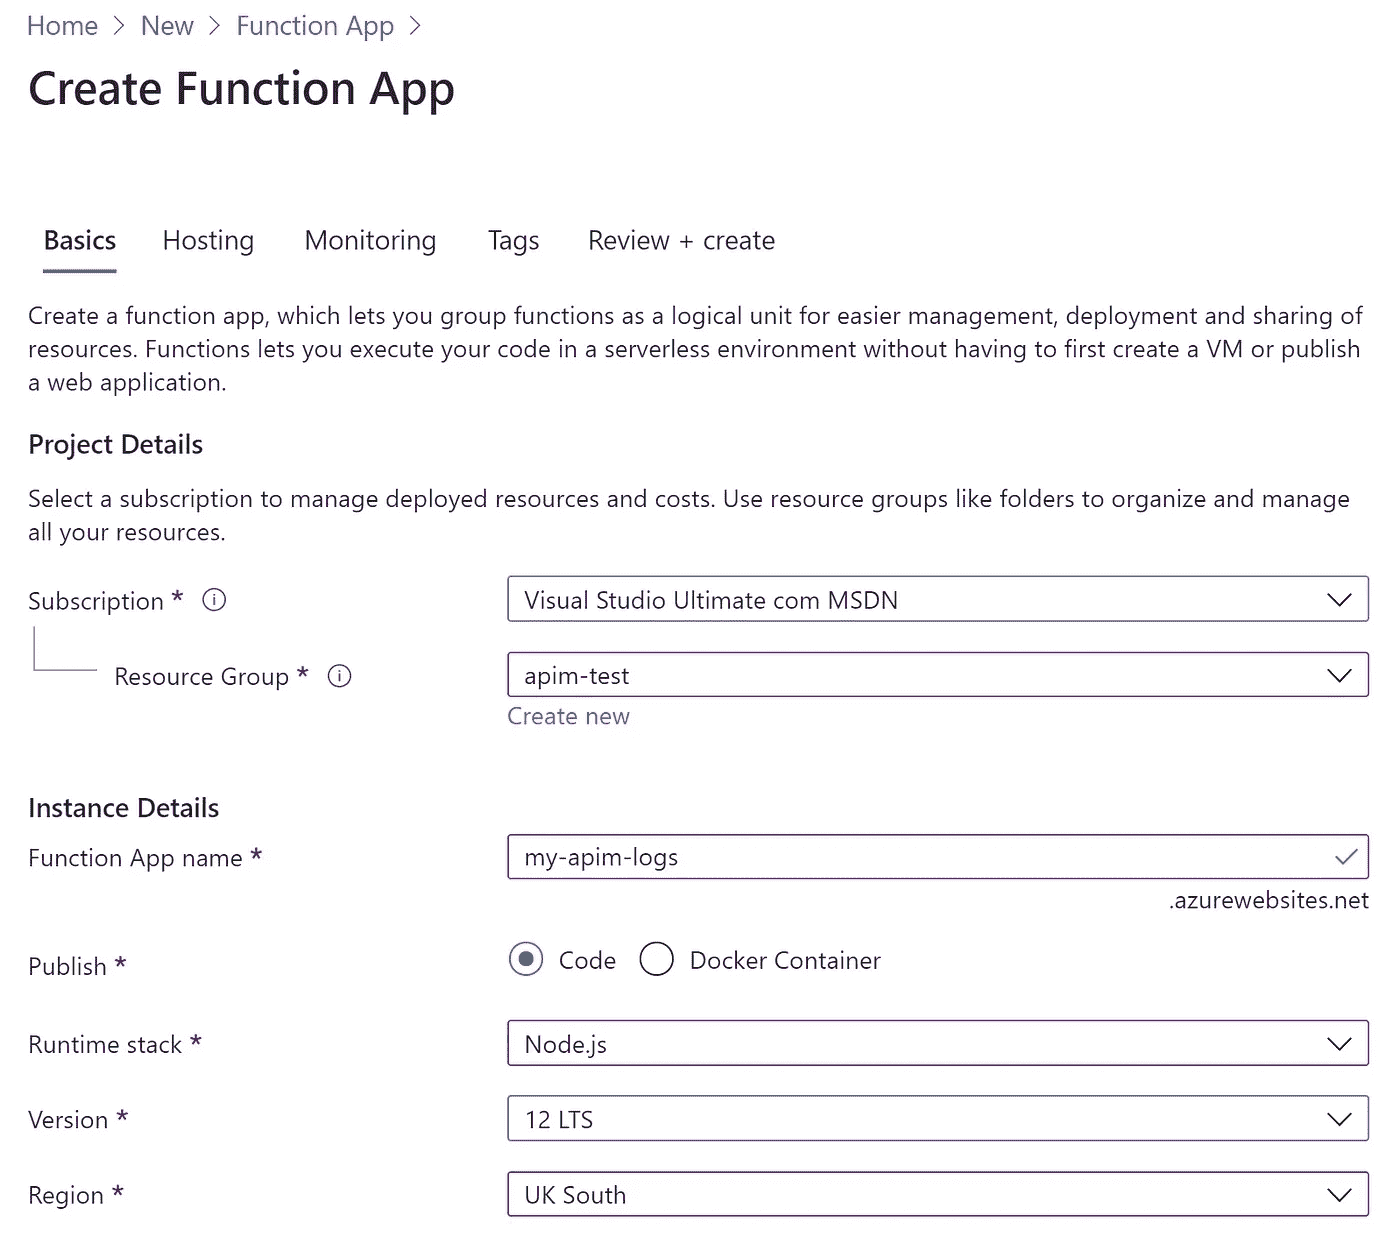 Home > New > Function App >
Create Function App
Basics Hosting Monitoring Tags Review + create
Create a function app, which lets you group functions as a logical unit for easier management, deployment and sharing of
resources. Functions lets you execute your code in a serverless environment without having to first create a VM or publish
a web application.
Project Details
Select a subscription to manage deployed resources and costs. Use resource groups like folders to organize and manage
all your resources.
Subscription * Visual Studio Ultimate com MSDN
Resource Group * apim-test
Create new
Instance Details
Function App name * my-apim-logs
.azurewebsites.net
Publish * Code Docker Container
Runtime stack * Node.js
Version * 12 LTS
Region * UK South